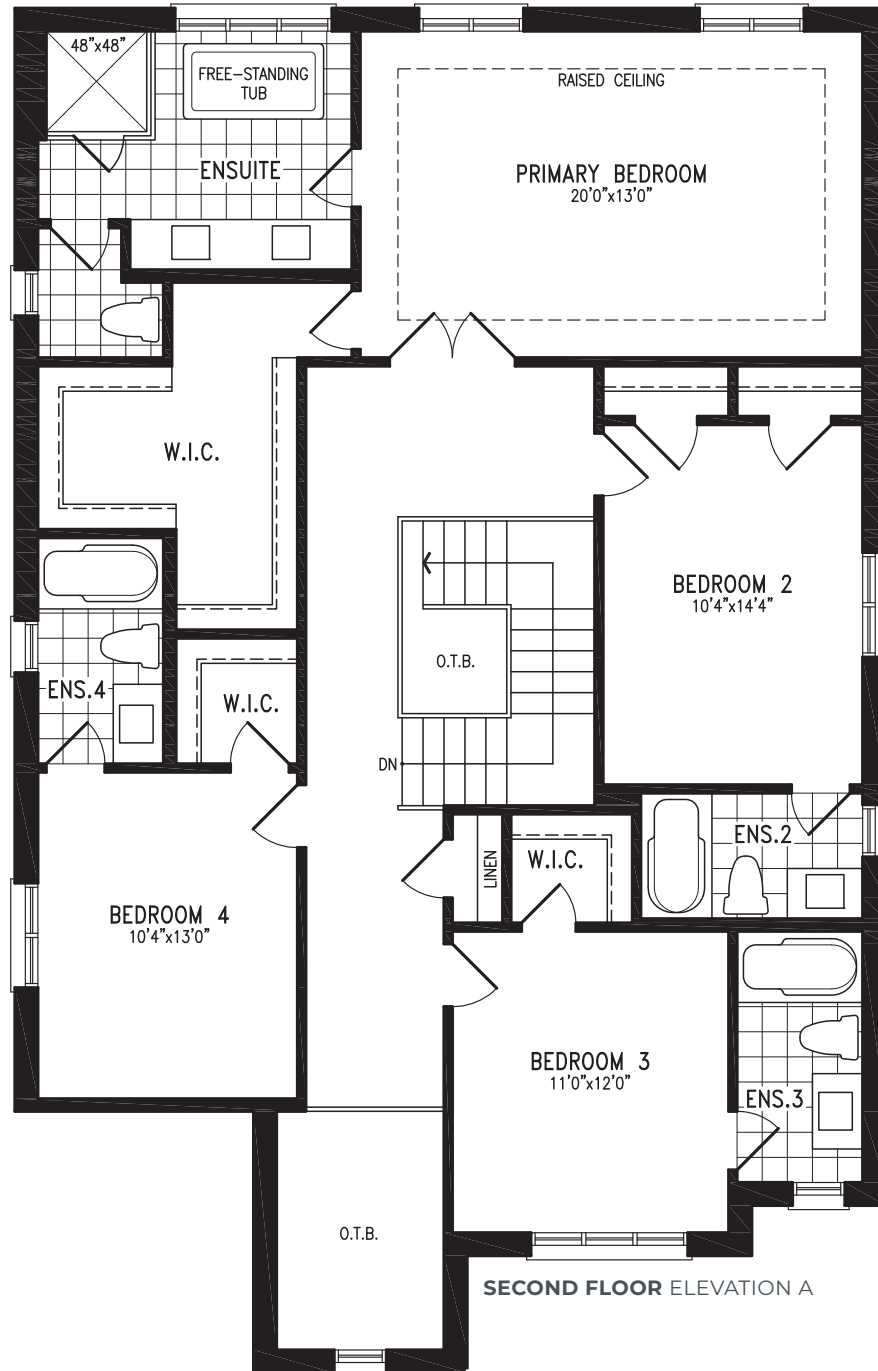 48"x48"
FREE-STANDING
TUB
RAISED CEILING
ENSUITE
PRIMARY BEDROOM
20'0"x13'0"
W.I.C.
BEDROOM 2
10'4"x14'4"
O.T.B.
ENS.4
W.I.C.
DN
ENS.2
LINEN
W.I.C.
BEDROOM 4
10'4"x13'0"
BEDROOM 3
11'0"x12'0"
ENS.3
O.T.B.
SECOND FLOOR ELEVATION A